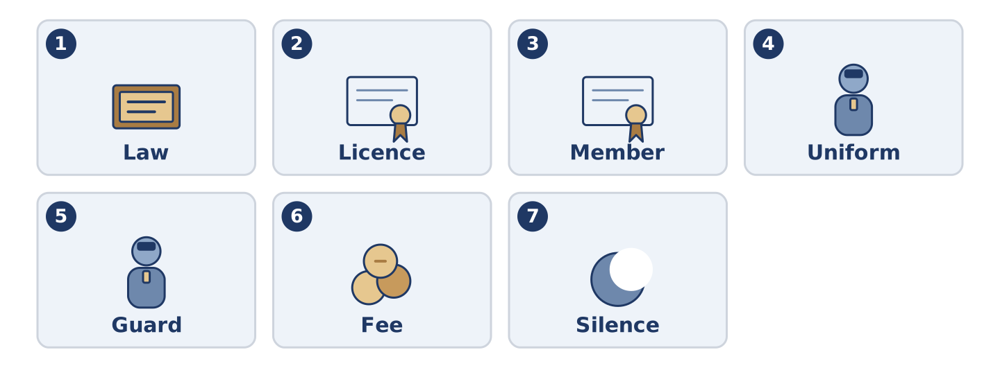 1
Law
2
Licence
3
Member
4
Uniform
5
Guard
6
Fee
7
Silence